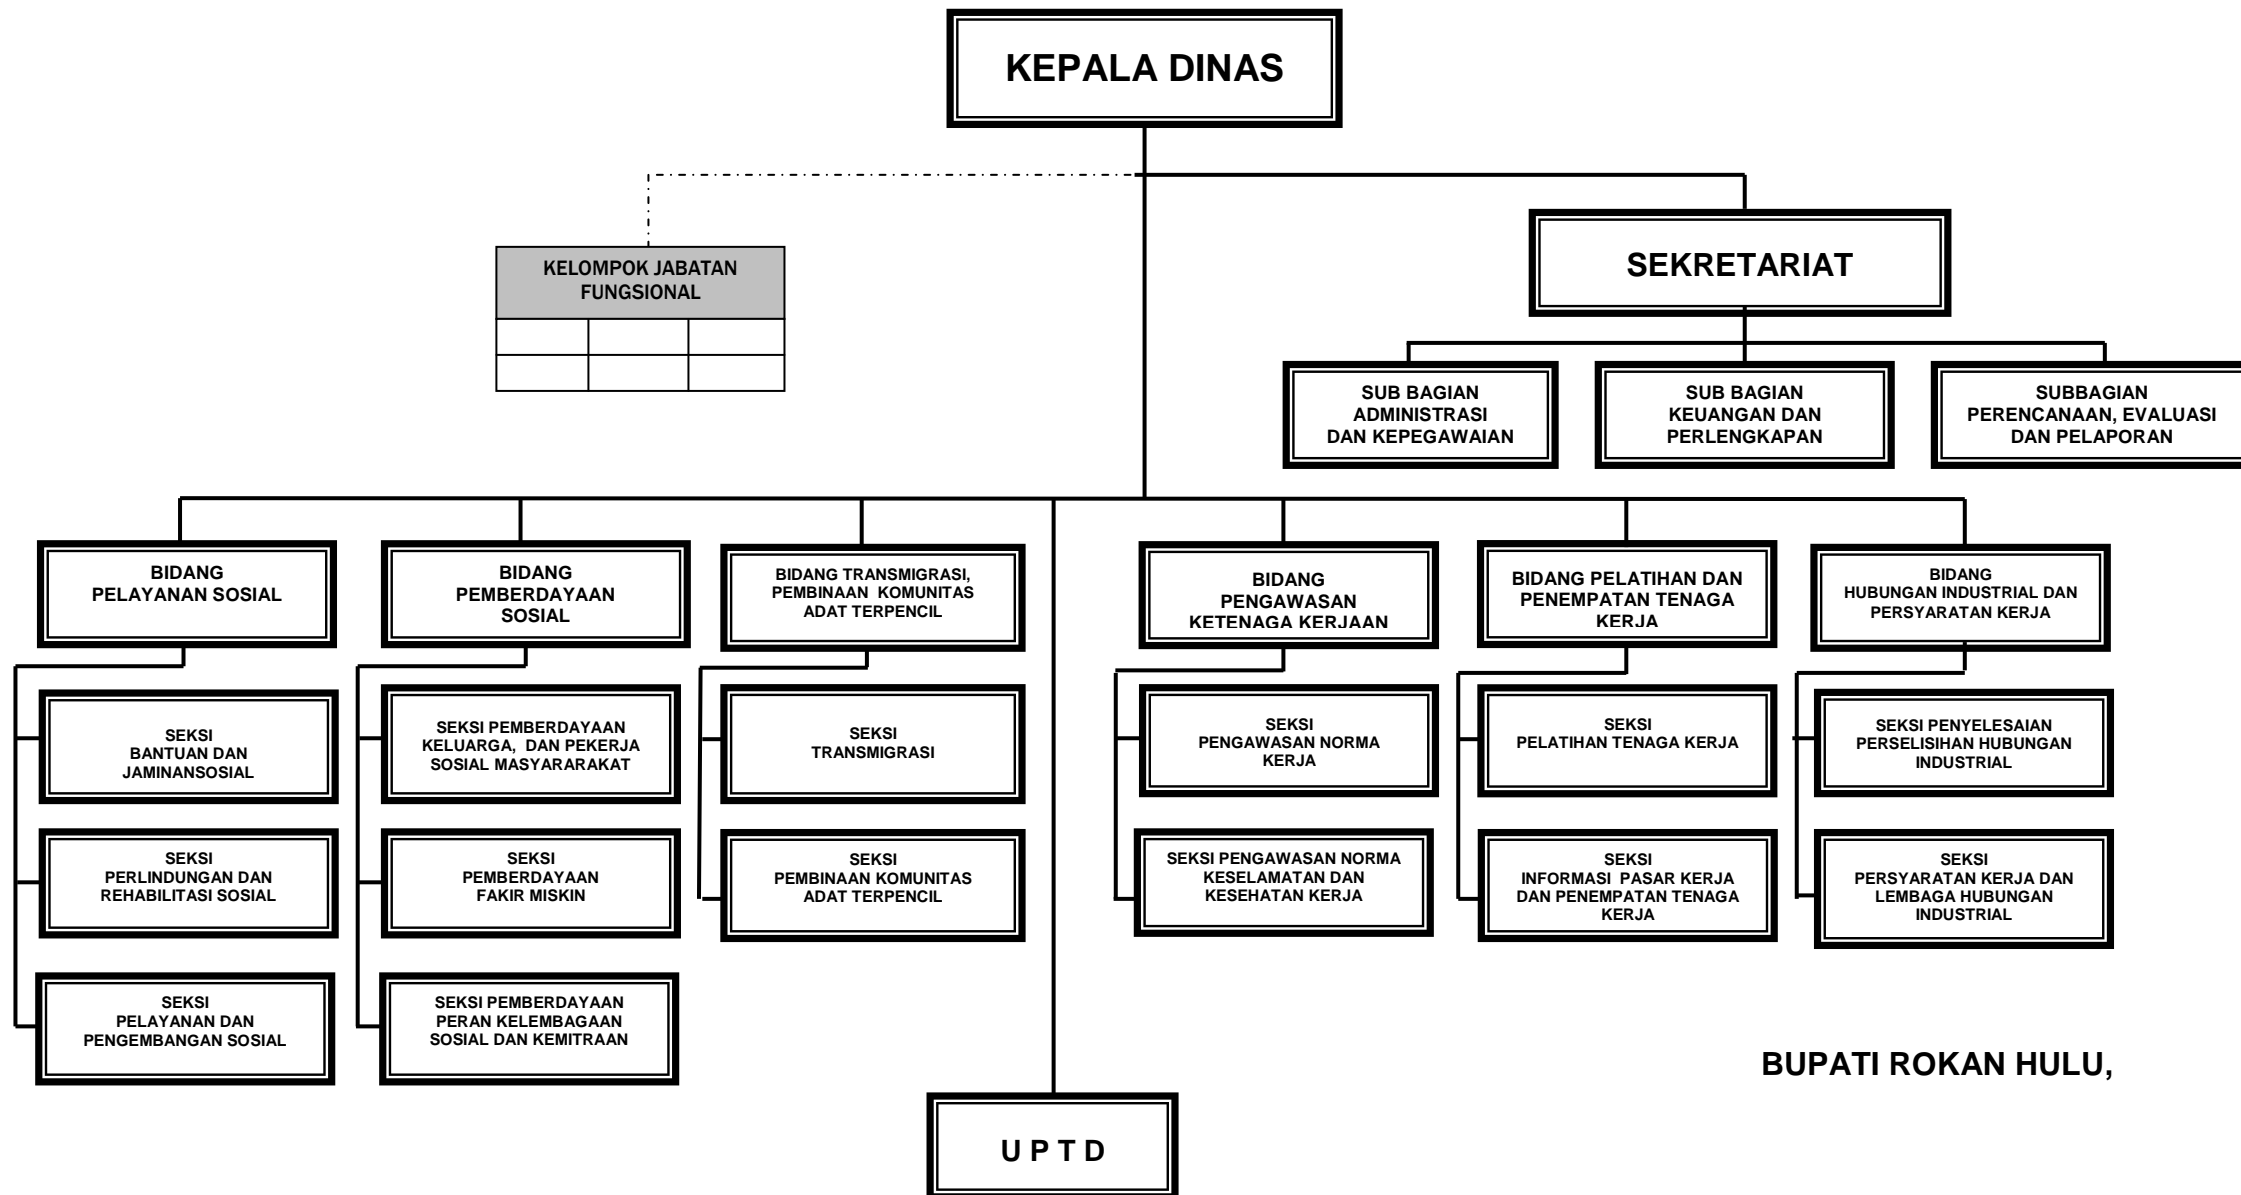 KEPALA DINAS
KELOMPOK JABATAN
FUNGSIONAL
SEKRETARIAT
SUB BAGIAN
ADMINISTRASI
DAN KEPEGAWAIAN
SUB BAGIAN
KEUANGAN DAN
PERLENGKAPAN
SUBBAGIAN
PERENCANAAN, EVALUASI
DAN PELAPORAN
BIDANG
PELAYANAN SOSIAL
BIDANG
PEMBERDAYAAN
SOSIAL
BIDANG TRANSMIGRASI,
PEMBINAAN KOMUNITAS
ADAT TERPENCIL
BIDANG
PENGAWASAN
KETENAGA KERJAAN
BIDANG PELATIHAN DAN
PENEMPATAN TENAGA
KERJA
BIDANG
HUBUNGAN INDUSTRIAL DAN
PERSYARATAN KERJA
SEKSI
BANTUAN DAN
JAMINANSOSIAL
SEKSI PEMBERDAYAAN
KELUARGA, DAN PEKERJA
SOSIAL MASYARARAKAT
SEKSI
TRANSMIGRASI
SEKSI
PENGAWASAN NORMA
KERJA
SEKSI
PELATIHAN TENAGA KERJA
SEKSI PENYELESAIAN
PERSELISIHAN HUBUNGAN
INDUSTRIAL
SEKSI
PERLINDUNGAN DAN
REHABILITASI SOSIAL
SEKSI
PEMBERDAYAAN
FAKIR MISKIN
SEKSI
PEMBINAAN KOMUNITAS
ADAT TERPENCIL
SEKSI PENGAWASAN NORMA
KESELAMATAN DAN
KESEHATAN KERJA
SEKSI
INFORMASI PASAR KERJA
DAN PENEMPATAN TENAGA
KERJA
SEKSI
PERSYARATAN KERJA DAN
LEMBAGA HUBUNGAN
INDUSTRIAL
SEKSI
PELAYANAN DAN
PENGEMBANGAN SOSIAL
SEKSI PEMBERDAYAAN
PERAN KELEMBAGAAN
SOSIAL DAN KEMITRAAN
BUPATI ROKAN HULU,
U P T D